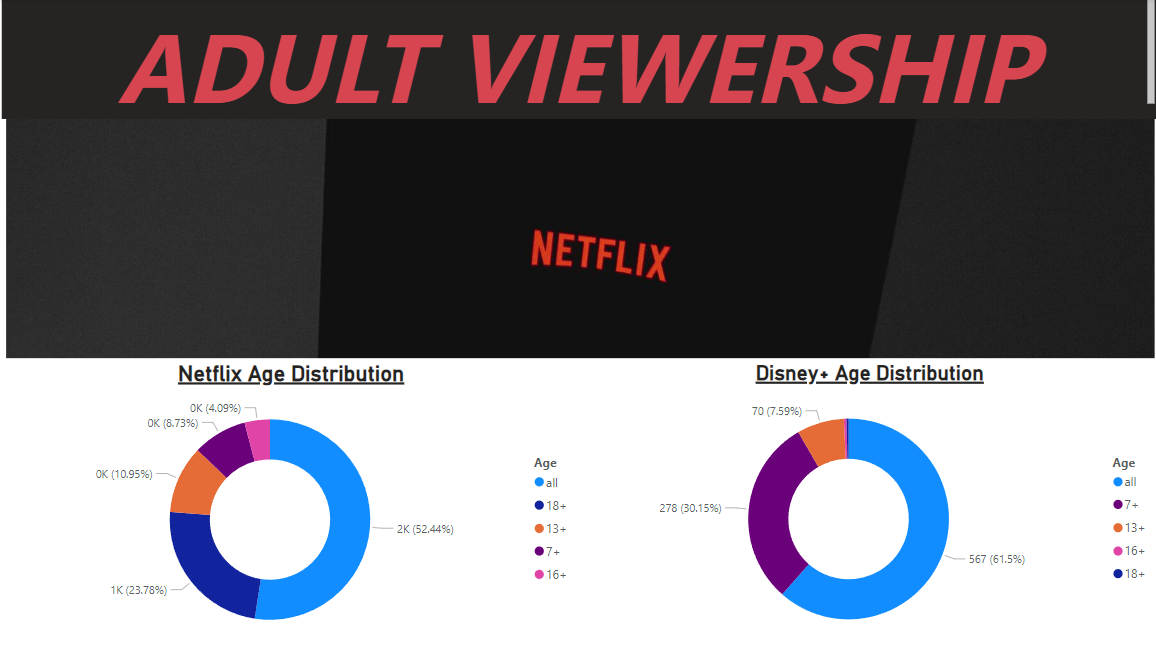 ADULT VIEWERSHIP
NETFLIX
Netflix Age Distribution
0K (4.09%)
0K (8.73%)
0K (10.95%)
2K (52.44%)
1K (23.78%)
Age
all
18+
13+
7+
16+
Disney+ Age Distribution
70 (7.59%)
278 (30.15%)
567 (61.5%)
Age
all
7+
13+
16+
18+